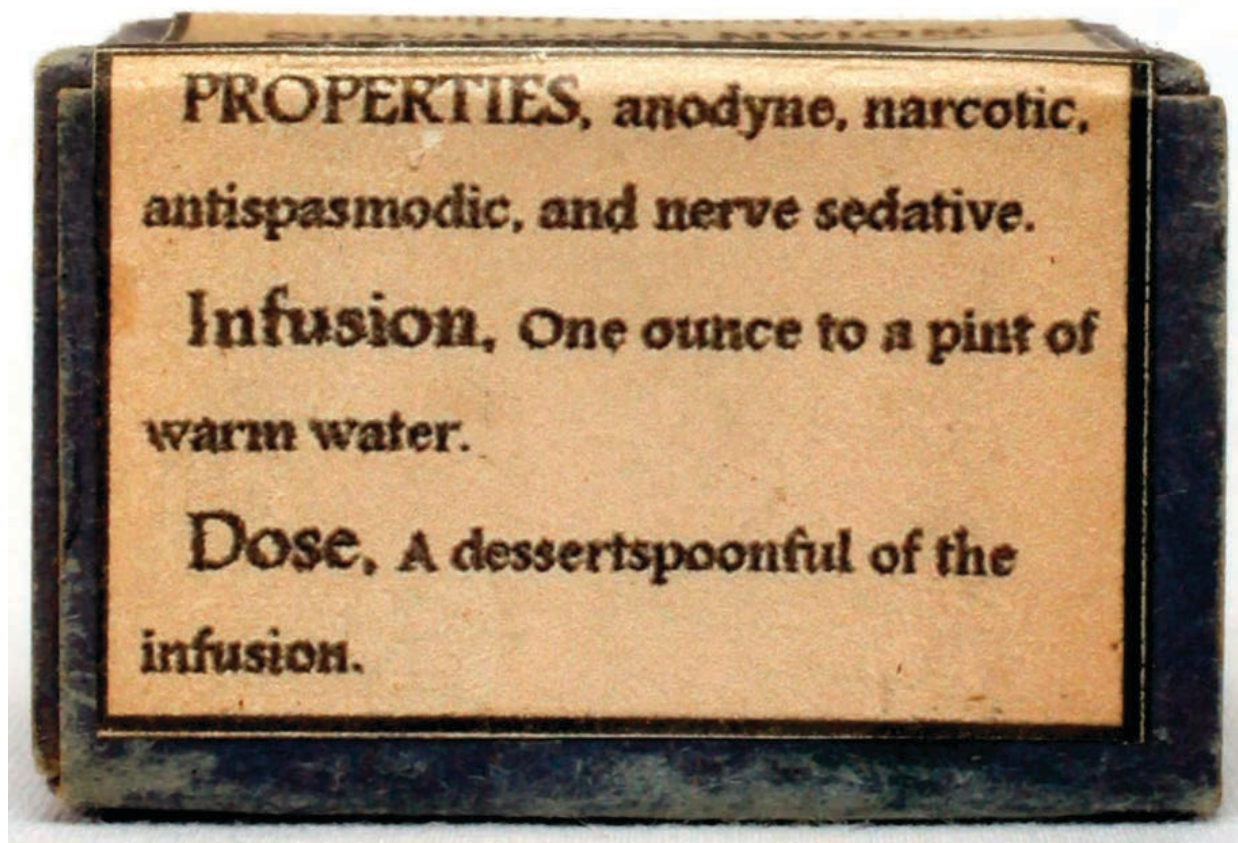 PROPERTIES, anodyne, narcotic,
antispasmodic, and nerve sedative.
Infusion, One ounce to a pint of
warm water.
Dose, A dessertspoonful of the
infusion.